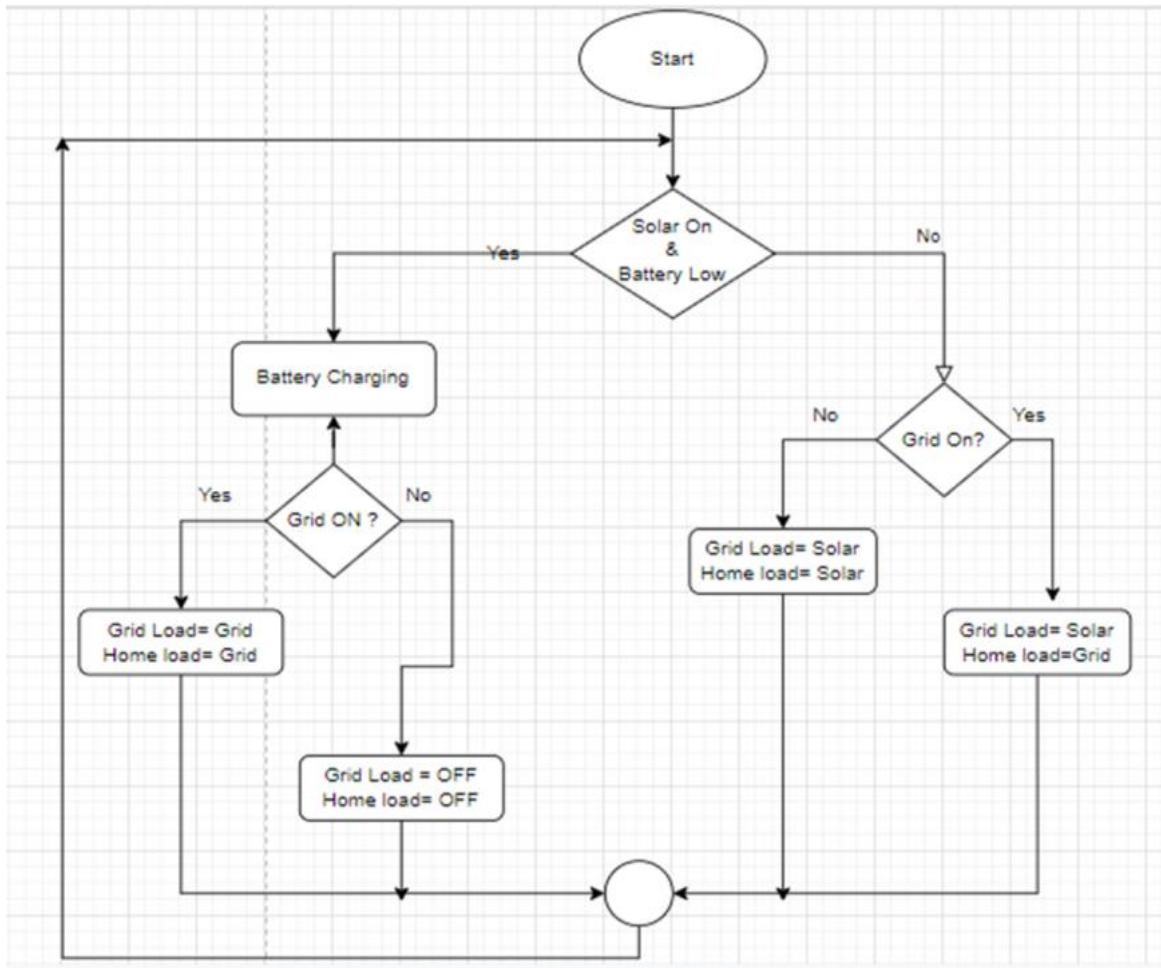 Start
Solar On
&
Battery Low
Yes
No
Battery Charging
No
Yes
Grid On?
Yes
No
Grid ON ?
Grid Load= Solar
Home load= Solar
Grid Load= Grid
Home load= Grid
Grid Load= Solar
Home load=Grid
Grid Load = OFF
Home load= OFF